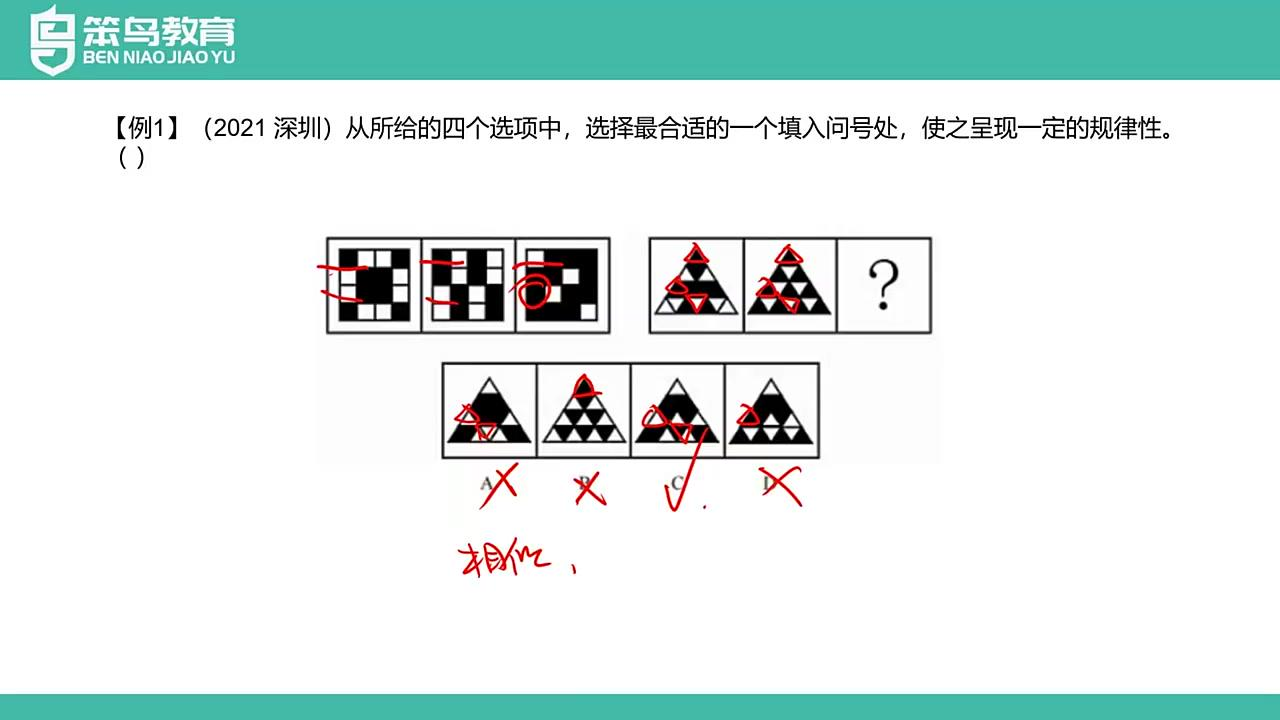 笨鸟教育
BEN NIAO JIAO YU
【例1】（2021 深圳）从所给的四个选项中，选择最合适的一个填入问号处，使之呈现一定的规律性。
（ ）
?
A B C D
相似，